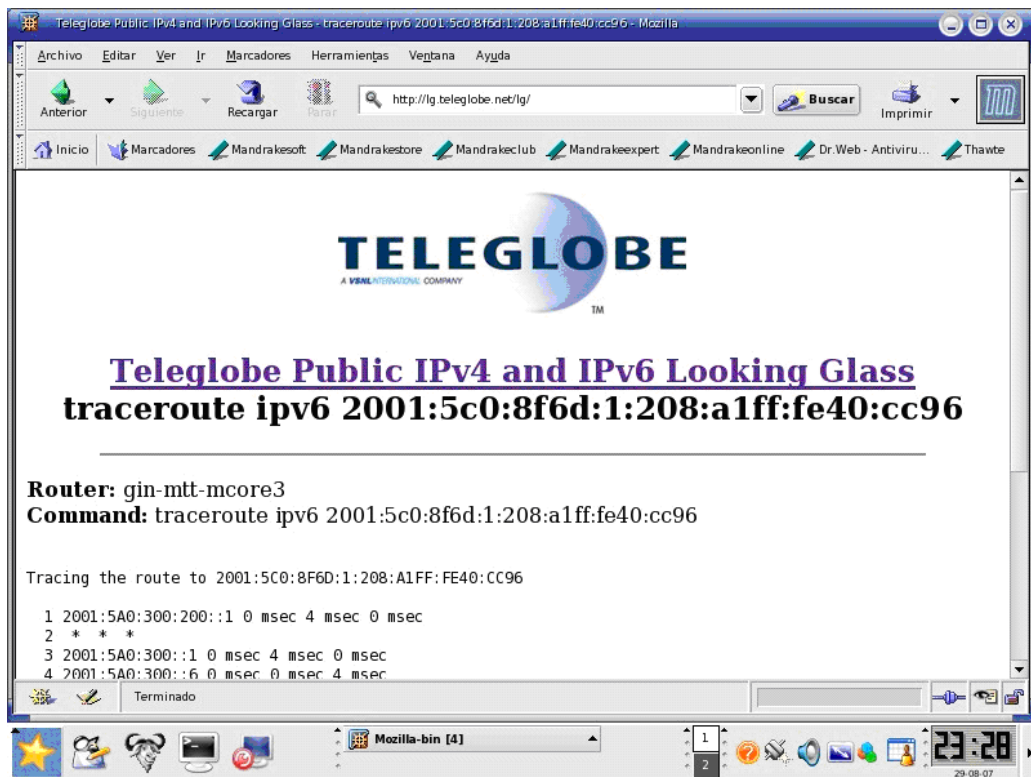 Teleglobe Public IPv4 and IPv6 Looking Glass - traceroute ipv6 2001:5c0:8f6d:1:208:a1ff:fe40:cc96 - Mozilla
Archivo Editar Ver Ir Marcadores Herramientas Ventana Ayuda
Anterior Siguiente Recargar Parar http://lg.teleglobe.net/lg/ Buscar Imprimir
Inicio Marcadores Mandrakesoft Mandrakestore Mandrakeclub Mandrakeexpert Mandrakeonline Dr.Web - Antiviru... Thawte
TELEGLOBE
A VSNL INTERNATIONAL COMPANY
TM
Teleglobe Public IPv4 and IPv6 Looking Glass
traceroute ipv6 2001:5c0:8f6d:1:208:a1ff:fe40:cc96
Router: gin-mtt-mcore3
Command: traceroute ipv6 2001:5c0:8f6d:1:208:a1ff:fe40:cc96
Tracing the route to 2001:5C0:8F6D:1:208:A1FF:FE40:CC96
1 2001:5A0:300:200::1 0 msec 4 msec 0 msec
2 * * *
3 2001:5A0:300::1 0 msec 4 msec 0 msec
4 2001:5A0:300::6 0 msec 0 msec 4 msec
Terminado
Mozilla-bin [4]
1
2
23:28
29-08-07